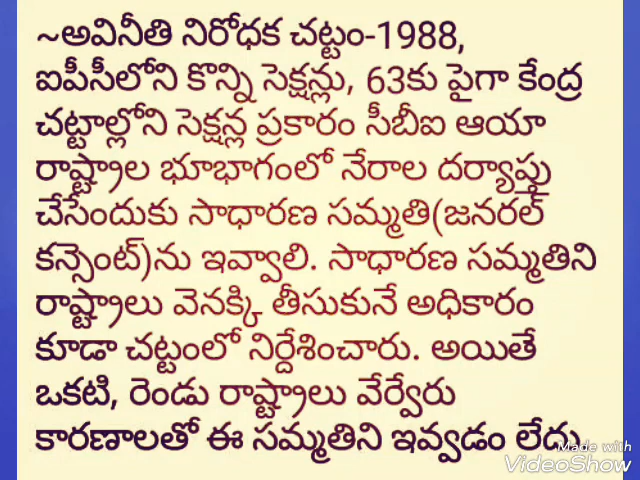 ~అవినీతి నిరోధక చట్టం-1988,
ఐపీసీలోని కొన్ని సెక్షన్లు, 63కు పైగా కేంద్ర
చట్టాల్లోని సెక్షన్ల ప్రకారం సీబీఐ ఆయా
రాష్ట్రాల భూభాగంలో నేరాల దర్యాప్తు
చేసేందుకు సాధారణ సమ్మతి(జనరల్
కన్సెంట్)ను ఇవ్వాలి. సాధారణ సమ్మతిని
రాష్ట్రాలు వెనక్కి తీసుకునే అధికారం
కూడా చట్టంలో నిర్దేశించారు. అయితే
ఒకటి, రెండు రాష్ట్రాలు వేర్వేరు
కారణాలతో ఈ సమ్మతిని ఇవ్వడం లేదు
Made with
VideoShow